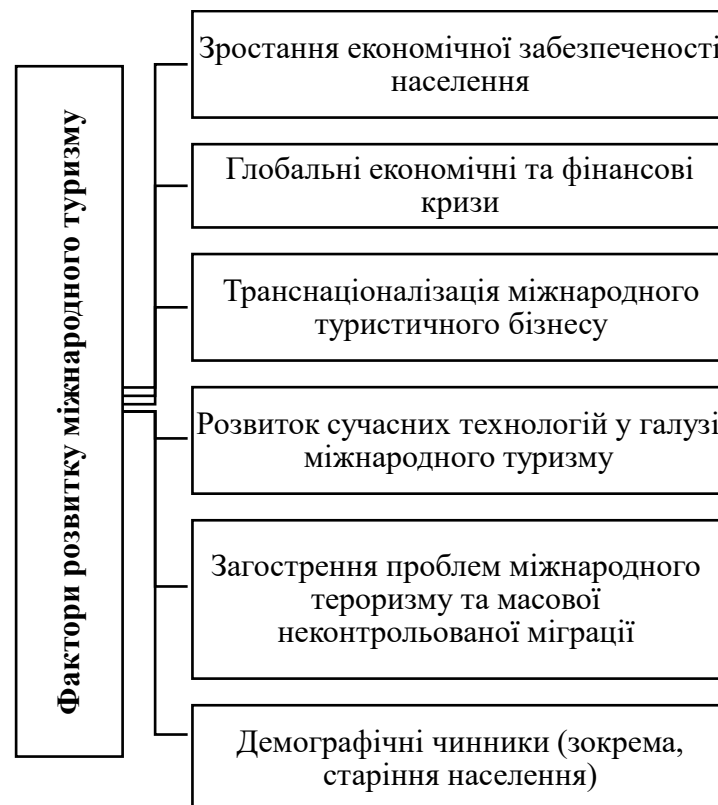 Фактори розвитку міжнародного туризму
Зростання економічної забезпеченості
населення
Глобальні економічні та фінансові
кризи
Транснаціоналізація міжнародного
туристичного бізнесу
Розвиток сучасних технологій у галузі
міжнародного туризму
Загострення проблем міжнародного
тероризму та масової
неконтрольованої міграції
Демографічні чинники (зокрема,
старіння населення)